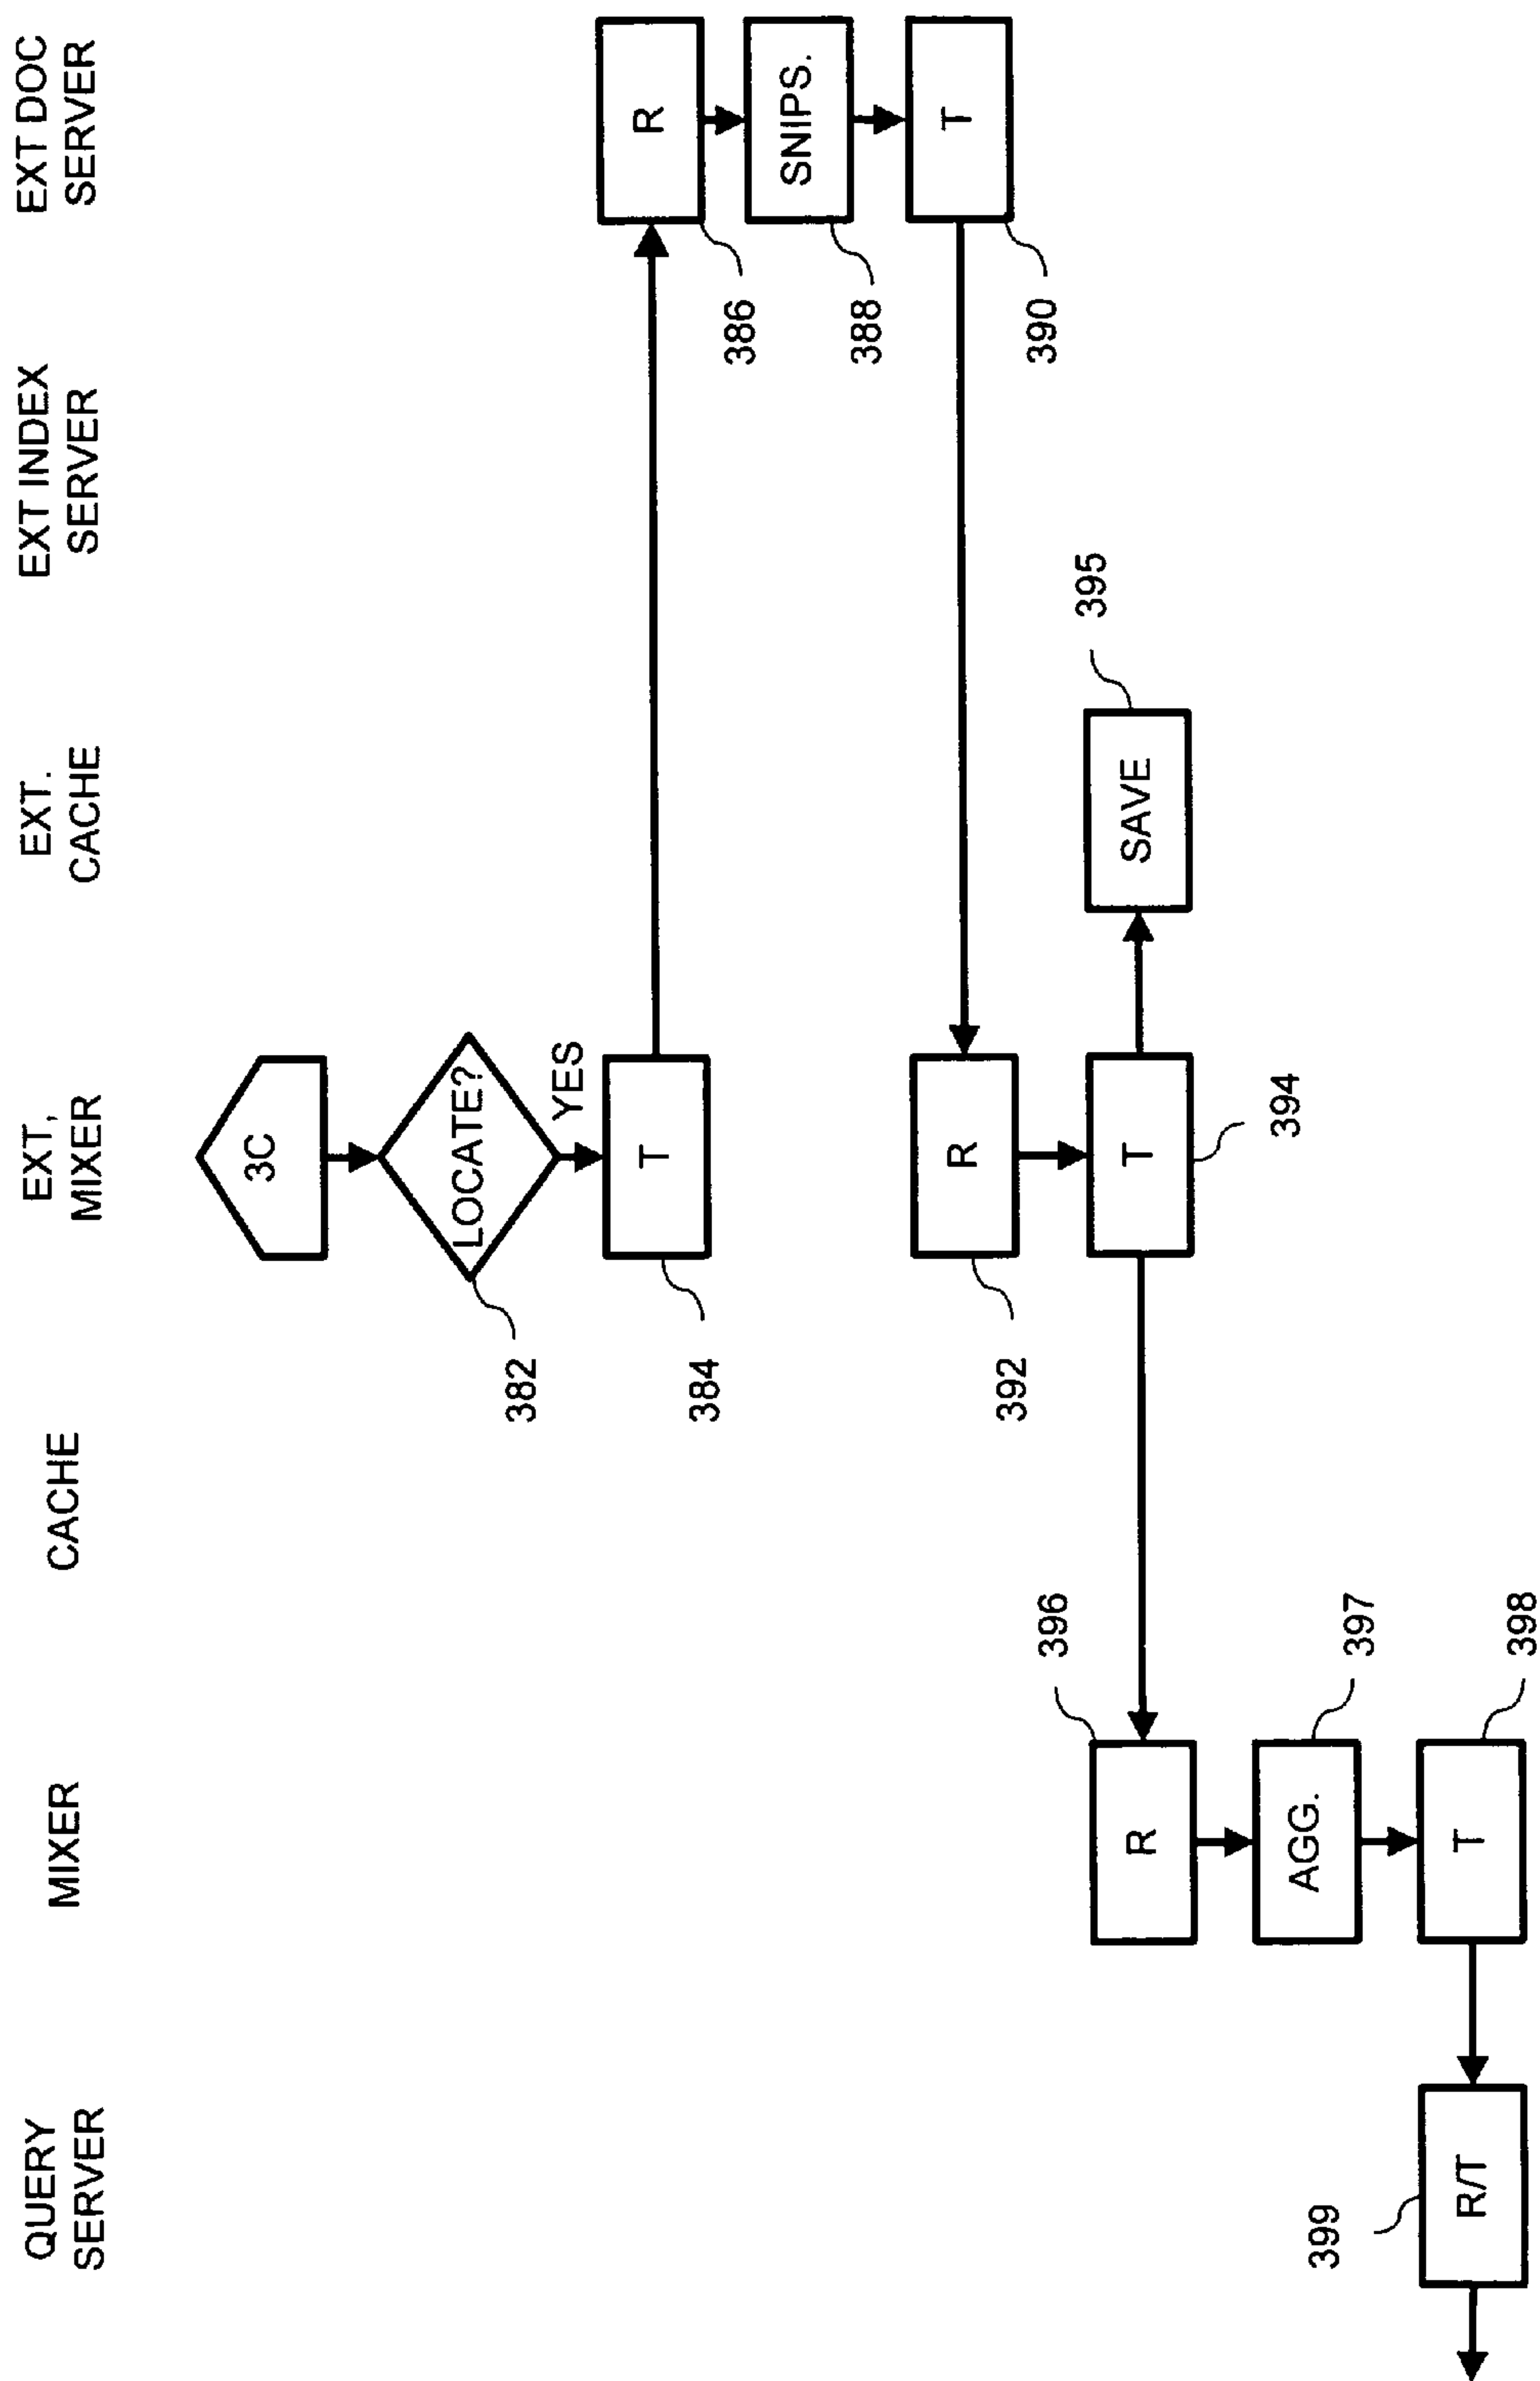 QUERY
SERVER
MIXER
CACHE
EXT,
MIXER
EXT.
CACHE
EXT INDEX
SERVER
EXT DOC
SERVER
3C
LOCATE?
382
YES
T
384
R
386
SNIPS.
388
T
390
R
392
T
394
SAVE
395
R
396
AGG.
397
T
398
R/T
399